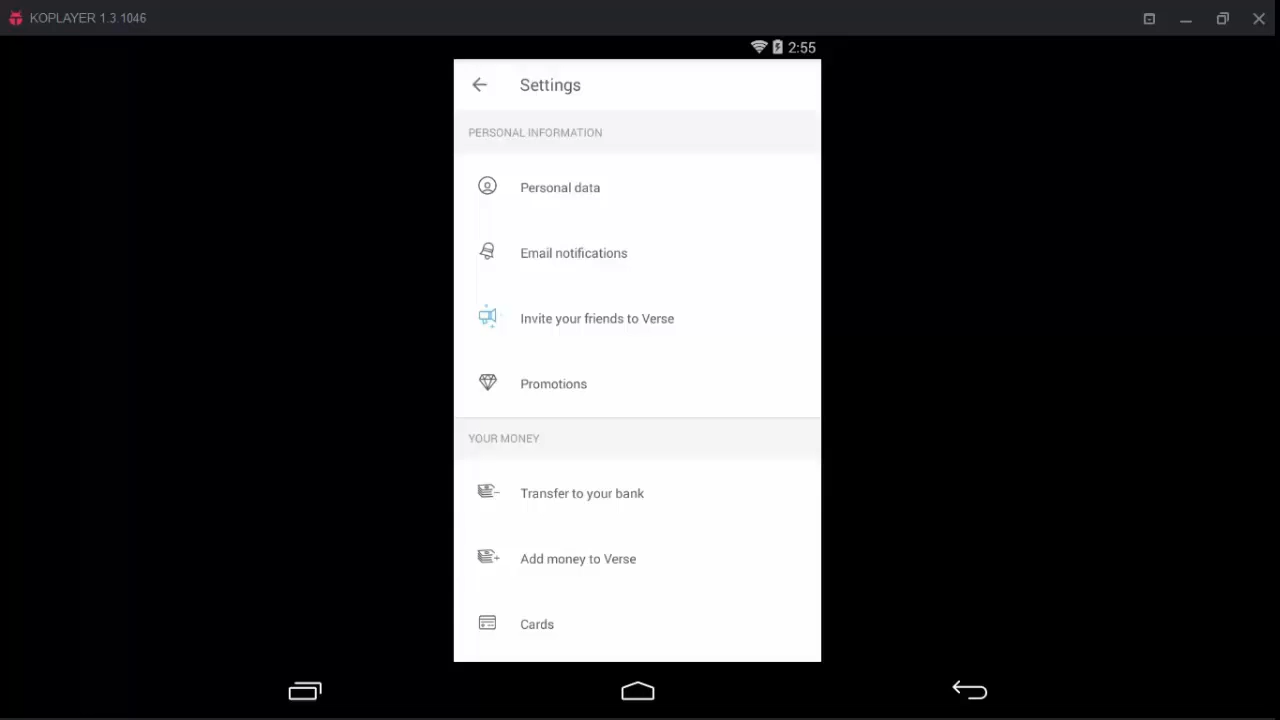 KOPLAYER 1.3.1046
2:55
Settings
PERSONAL INFORMATION
Personal data
Email notifications
Invite your friends to Verse
Promotions
YOUR MONEY
Transfer to your bank
Add money to Verse
Cards